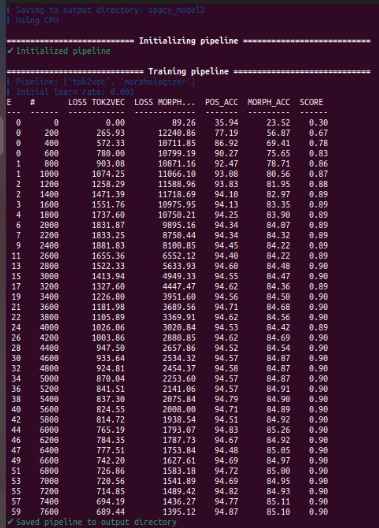 ℹ Saving to output directory: spacy_model2
ℹ Using CPU
=========================== Initializing pipeline ===========================
✔ Initialized pipeline
============================= Training pipeline =============================
ℹ Pipeline: ['tok2vec', 'morphologizer']
ℹ Initial learn rate: 0.001
E # LOSS TOK2VEC LOSS MORPH... POS_ACC MORPH_ACC SCORE
--- ------ ------------ ------------- ------- --------- ------
0 0 0.00 89.26 35.94 23.52 0.30
0 200 265.93 12240.86 77.19 56.87 0.67
0 400 572.33 10711.85 86.92 69.41 0.78
0 600 780.00 10799.19 90.27 75.65 0.83
1 800 903.08 10871.16 92.47 78.71 0.86
1 1000 1074.25 11066.10 93.08 80.56 0.87
2 1200 1258.29 11588.96 93.83 81.95 0.88
2 1400 1471.39 11718.69 94.10 82.97 0.89
3 1600 1551.76 10975.95 94.13 83.35 0.89
4 1800 1737.60 10750.21 94.25 83.90 0.89
6 2000 1831.87 9895.16 94.34 84.07 0.89
7 2200 1833.25 8750.44 94.34 84.32 0.89
9 2400 1881.83 8100.85 94.45 84.22 0.89
11 2600 1655.36 6552.12 94.40 84.22 0.89
13 2800 1522.33 5633.93 94.60 84.48 0.90
15 3000 1413.94 4949.33 94.55 84.47 0.90
17 3200 1327.60 4447.47 94.62 84.36 0.89
19 3400 1226.80 3951.60 94.56 84.50 0.90
21 3600 1181.98 3689.56 94.71 84.68 0.90
22 3800 1105.89 3369.91 94.62 84.56 0.90
24 4000 1026.06 3020.84 94.53 84.42 0.89
26 4200 1003.86 2880.85 94.62 84.69 0.90
28 4400 947.50 2657.86 94.52 84.54 0.90
30 4600 933.64 2534.32 94.57 84.87 0.90
32 4800 924.81 2454.37 94.58 84.87 0.90
34 5000 870.04 2253.60 94.57 84.87 0.90
36 5200 841.51 2141.06 94.57 84.91 0.90
38 5400 837.30 2075.84 94.79 84.90 0.90
40 5600 824.55 2008.00 94.71 84.89 0.90
42 5800 814.72 1938.54 94.51 84.92 0.90
44 6000 765.19 1793.07 94.83 85.26 0.90
46 6200 784.35 1787.73 94.67 84.92 0.90
47 6400 777.51 1753.84 94.48 85.05 0.90
49 6600 742.20 1627.61 94.69 84.97 0.90
51 6800 726.86 1583.18 94.72 85.00 0.90
53 7000 720.56 1541.89 94.69 84.95 0.90
55 7200 714.85 1489.42 94.82 84.93 0.90
57 7400 694.19 1436.27 94.77 85.11 0.90
59 7600 689.44 1395.12 94.87 85.10 0.90
✔ Saved pipeline to output directory